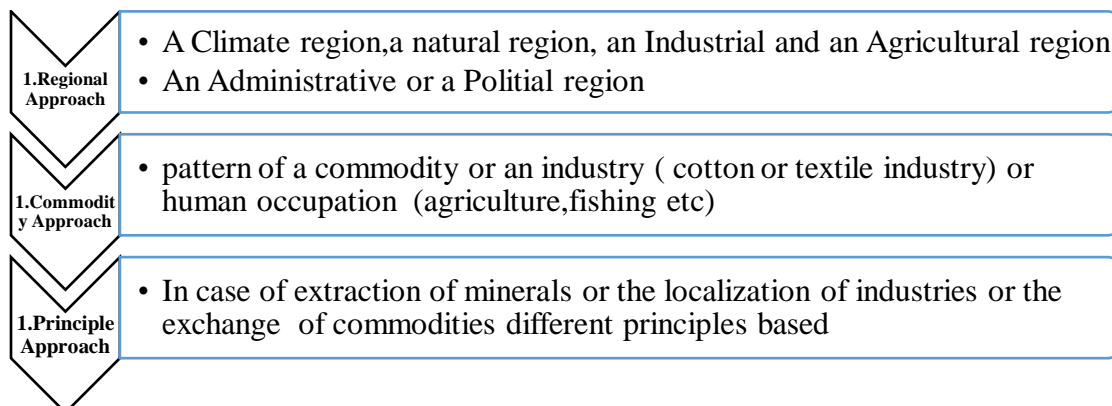 1.Regional
Approach
• A Climate region,a natural region, an Industrial and an Agricultural region
• An Administrative or a Politial region
1.Commodit
y Approach
• pattern of a commodity or an industry ( cotton or textile industry) or
human occupation (agriculture,fishing etc)
1.Principle
Approach
• In case of extraction of minerals or the localization of industries or the
exchange of commodities different principles based